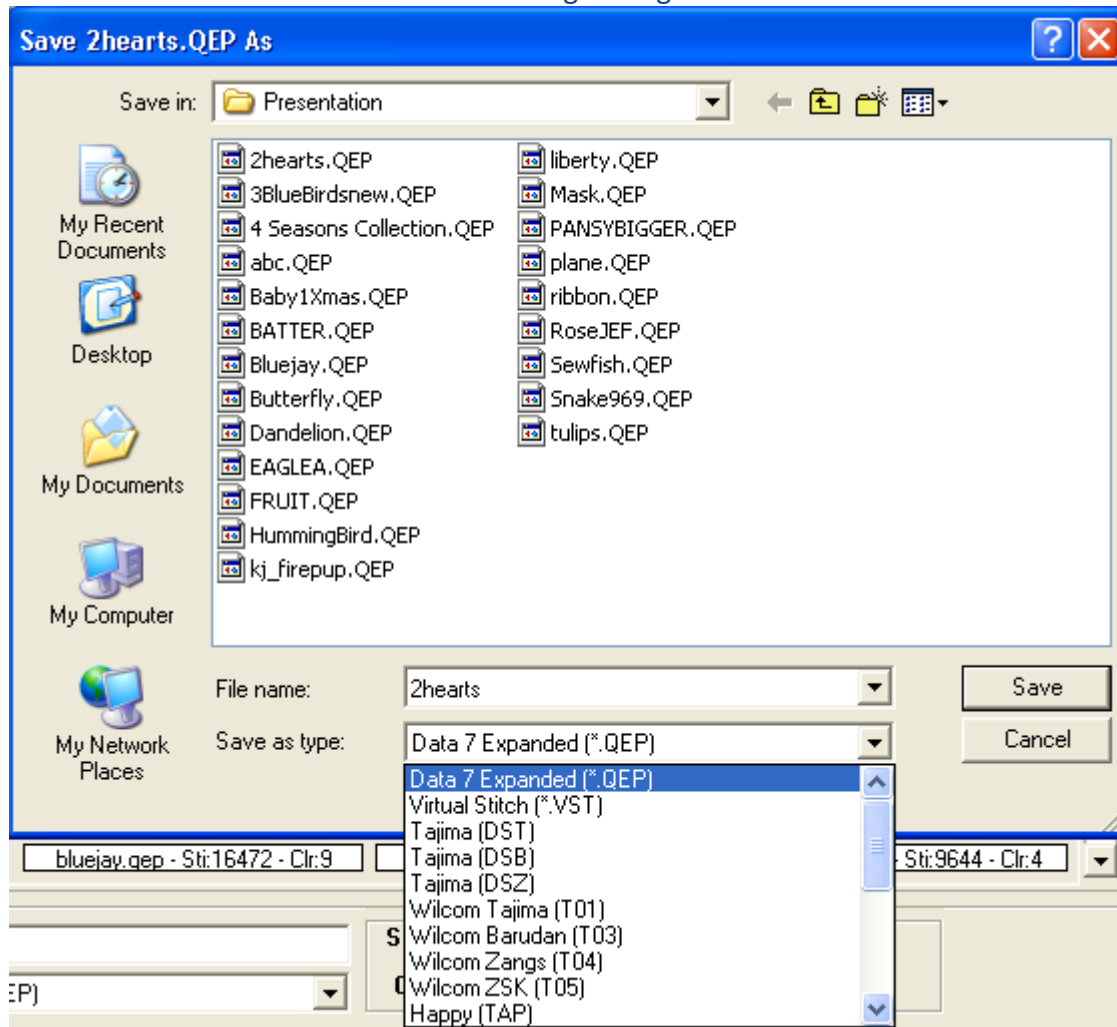 Save 2hearts.QEP As
Save in: Presentation
My Recent
Documents
Desktop
My Documents
My Computer
My Network
Places
2hearts.QEP
3BlueBirdsnew.QEP
4 Seasons Collection.QEP
abc.QEP
Baby1Xmas.QEP
BATTER.QEP
Bluejay.QEP
Butterfly.QEP
Dandelion.QEP
EAGLEA.QEP
FRUIT.QEP
HummingBird.QEP
kj_firepup.QEP
liberty.QEP
Mask.QEP
PANSYBIGGER.QEP
plane.QEP
ribbon.QEP
RoseJEF.QEP
Sewfish.QEP
Snake969.QEP
tulips.QEP
File name: 2hearts Save
Save as type: Data 7 Expanded (*.QEP) Cancel
Data 7 Expanded (*.QEP)
Virtual Stitch (*.VST)
Tajima (DST)
Tajima (DSB)
Tajima (DSZ)
Wilcom Tajima (T01)
Wilcom Barudan (T03)
Wilcom Zangs (T04)
Wilcom ZSK (T05)
Happy (TAP)
bluejay.qep - Sti:16472 - Clr:9
Sti:9644 - Clr:4
EP)